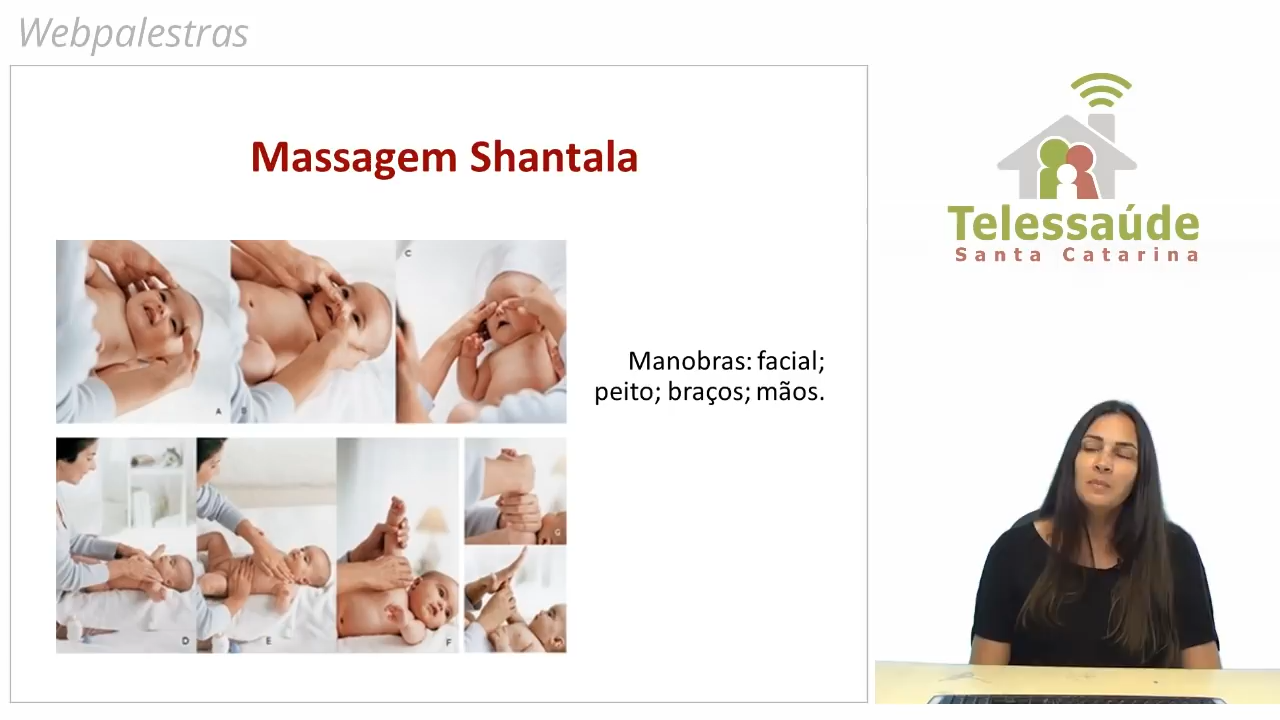 Webpalestras
Massagem Shantala
Telessaúde
Santa Catarina
A
B
C
Manobras: facial;
peito; braços; mãos.
D
E
F
G